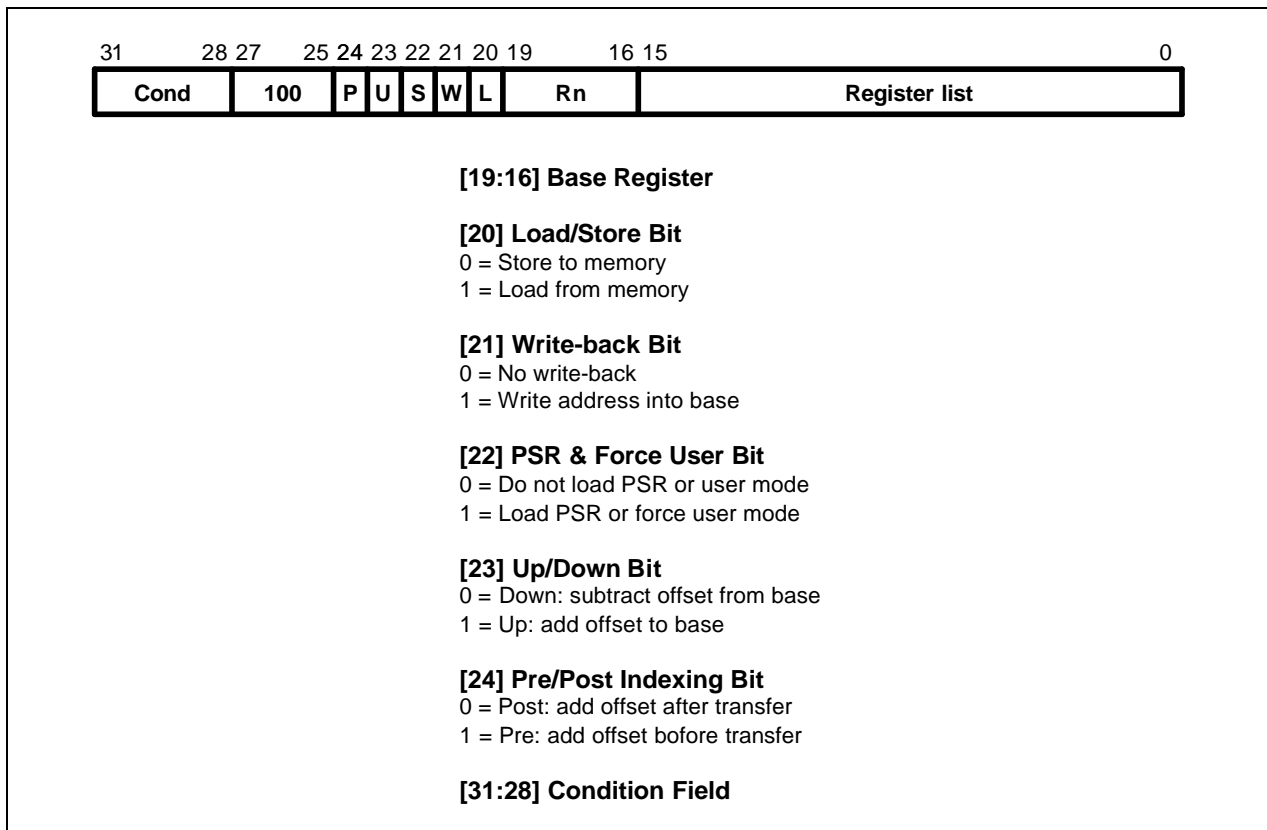 31 28 27 25 24 23 22 21 20 19 16 15 0
Cond 100 P U S W L Rn Register list
[19:16] Base Register
[20] Load/Store Bit
0 = Store to memory
1 = Load from memory
[21] Write-back Bit
0 = No write-back
1 = Write address into base
[22] PSR & Force User Bit
0 = Do not load PSR or user mode
1 = Load PSR or force user mode
[23] Up/Down Bit
0 = Down: subtract offset from base
1 = Up: add offset to base
[24] Pre/Post Indexing Bit
0 = Post: add offset after transfer
1 = Pre: add offset bofore transfer
[31:28] Condition Field